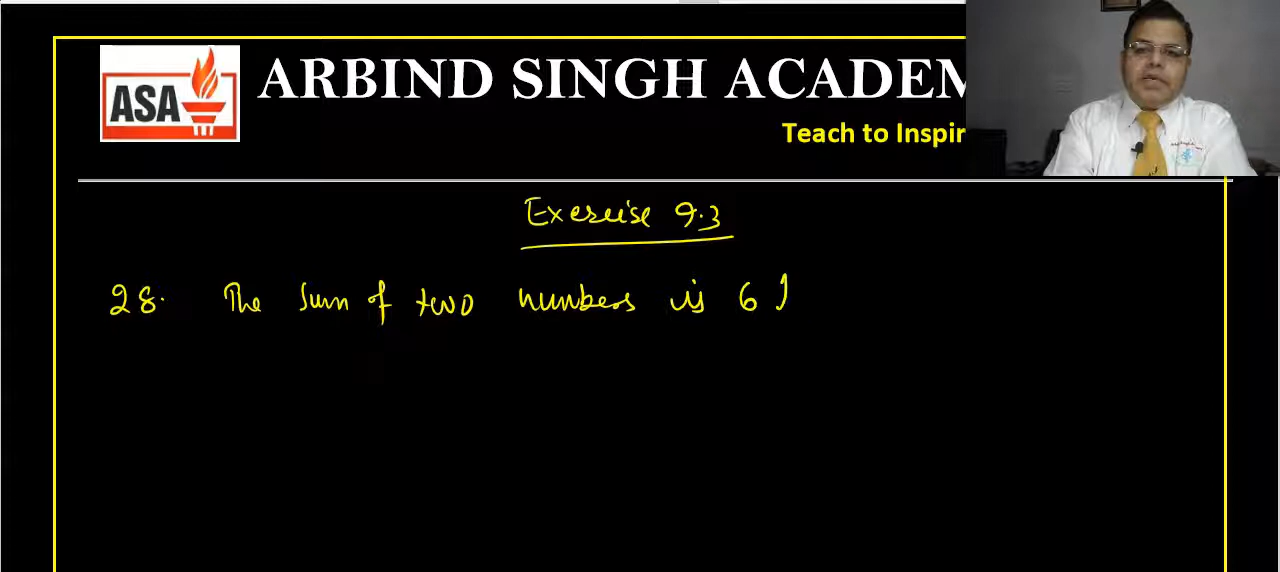 ASA
ARBIND SINGH ACADEM
Teach to Inspir
Exercise 9.3
28. The sum of two numbers is 6